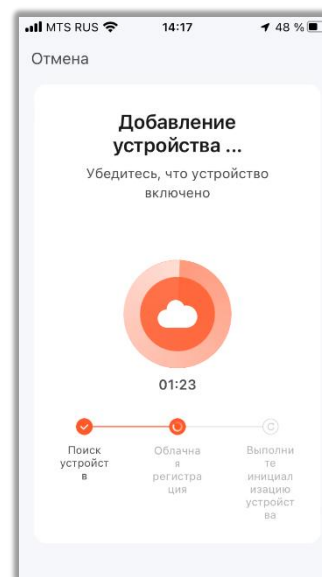 MTS RUS 14:17 48 %
Отмена
Добавление
устройства ...
Убедитесь, что устройство
включено
01:23
Поиск
устройст
в
Облачна
я
регистра
ция
Выполни
те
инициал
изацию
устройст
ва